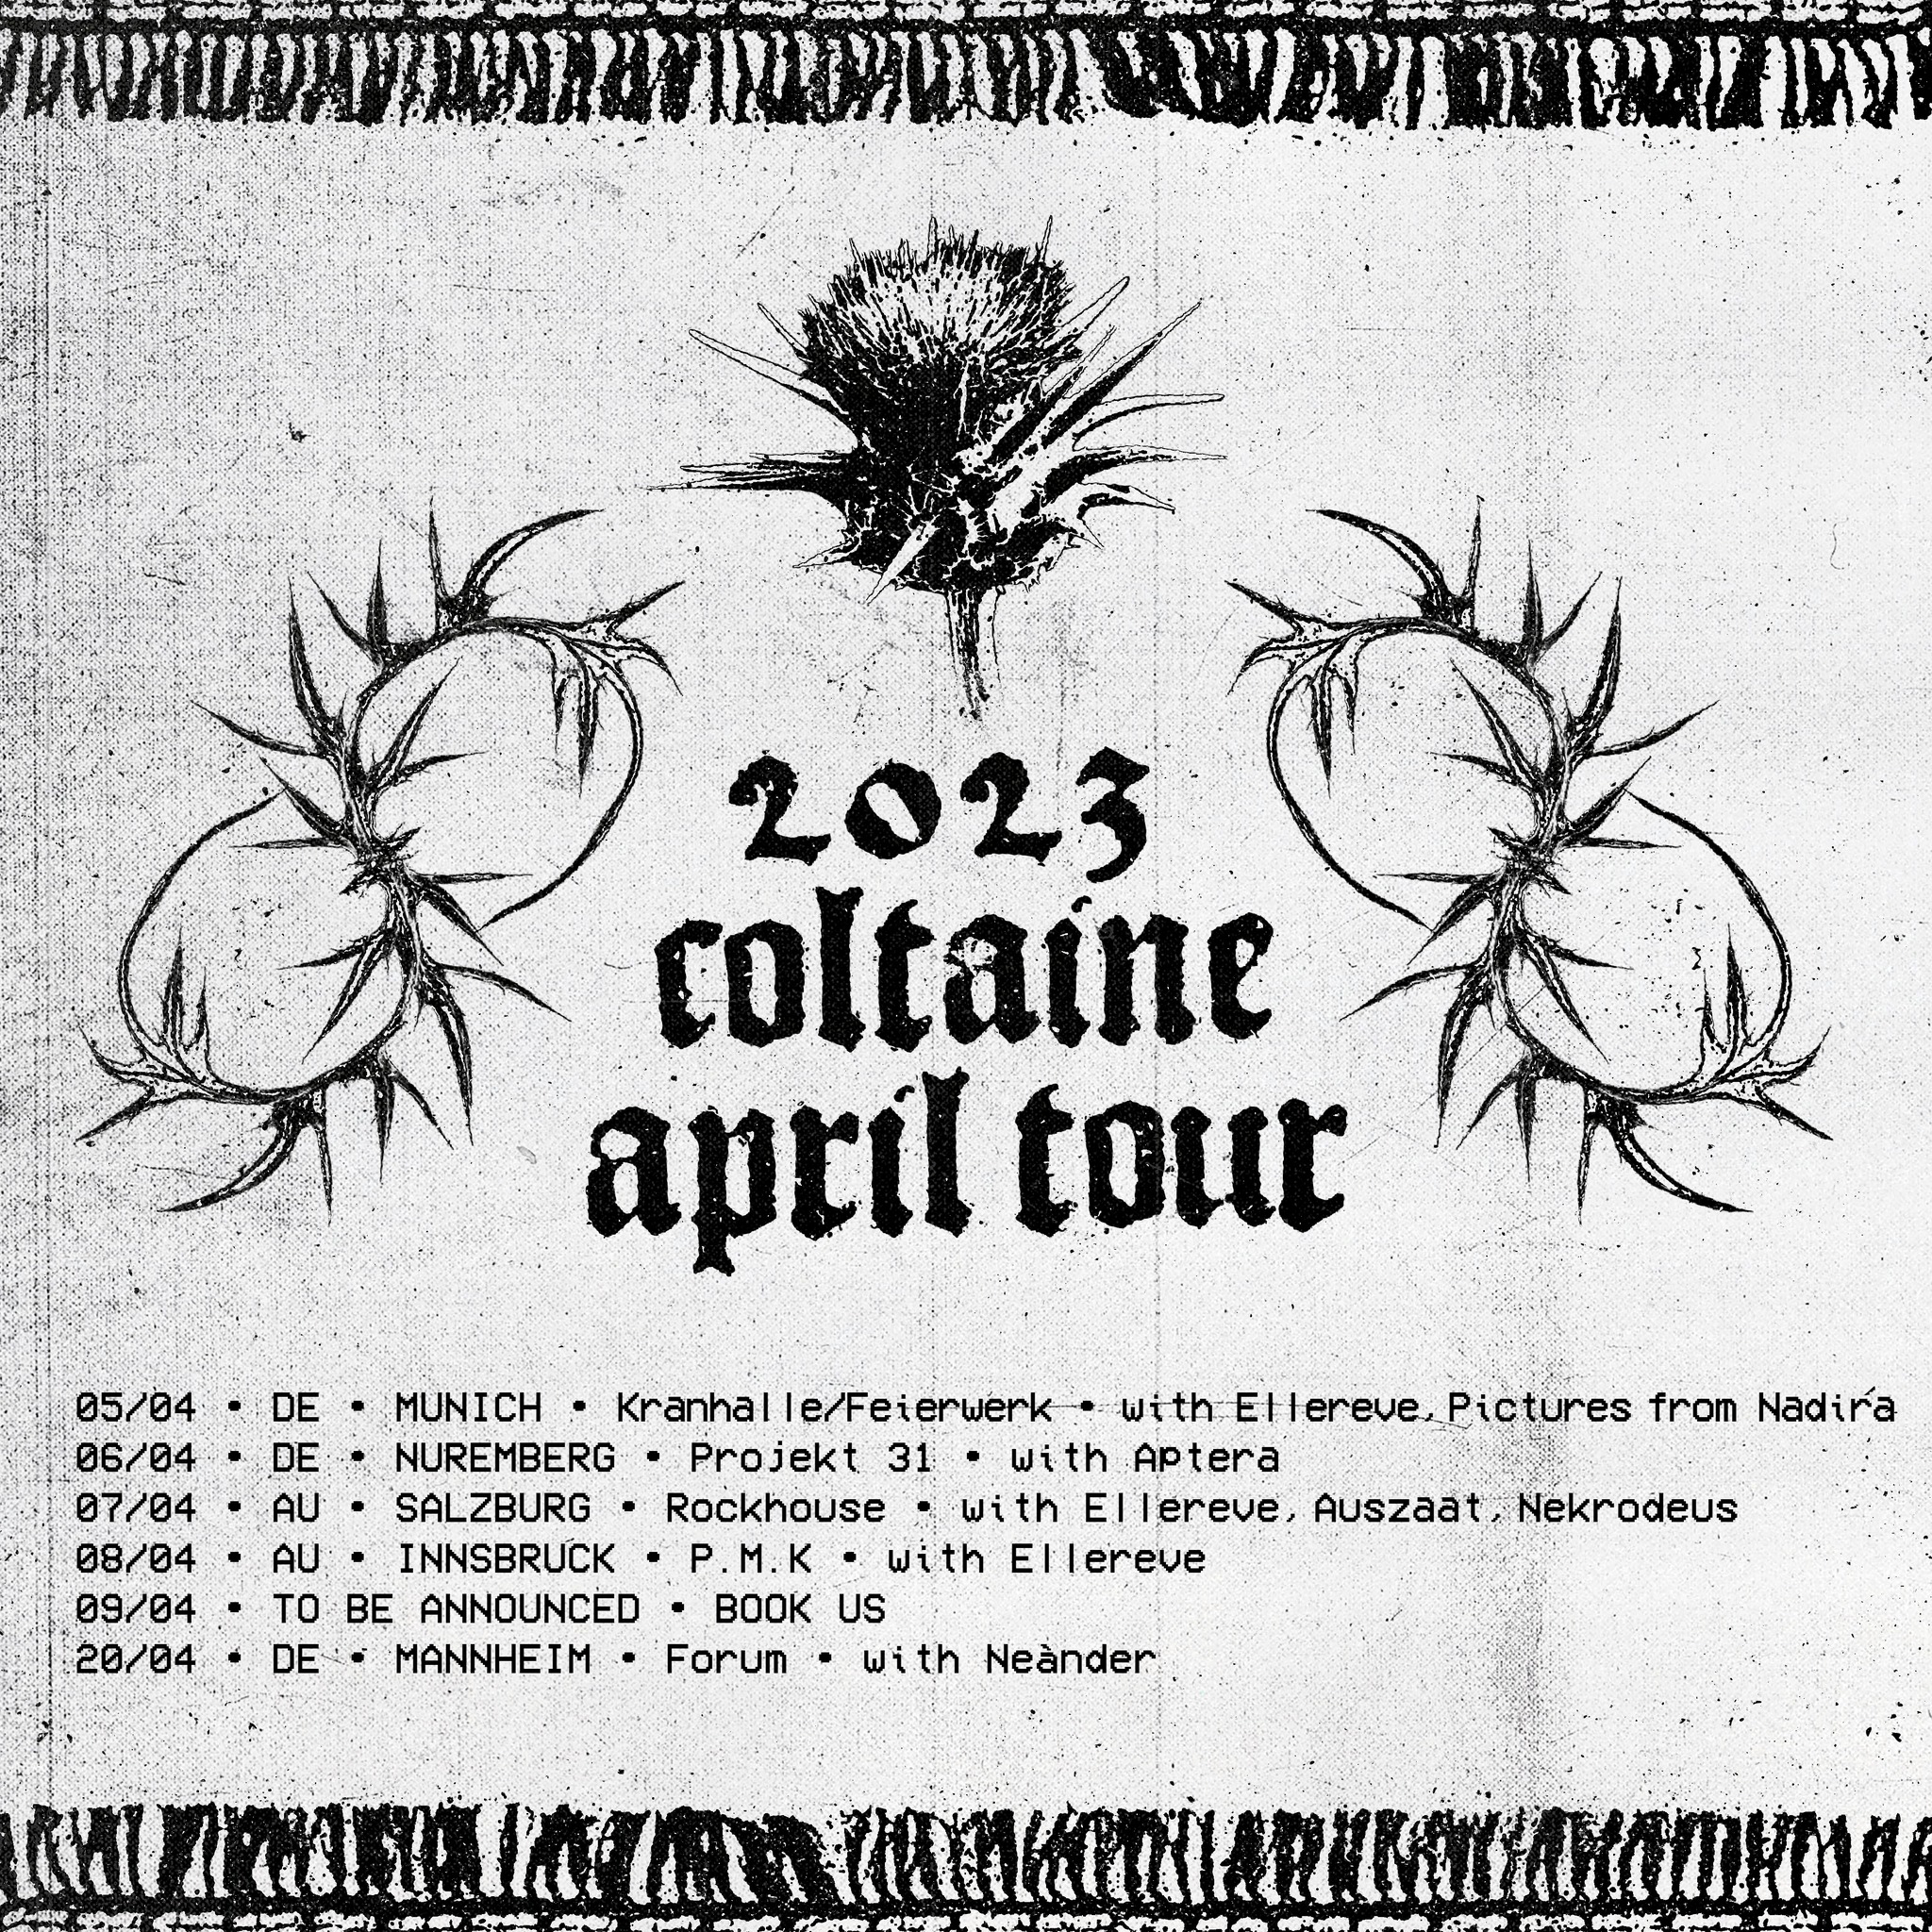 2023
coltaine
april tour
05/04 • DE • MUNICH • Kranhalle/Feierwerk • with Ellereve, Pictures from Nadira
06/04 • DE • NUREMBERG • Projekt 31 • with Aptera
07/04 • AU • SALZBURG • Rockhouse • with Ellereve, Auszaat, Nekrodeus
08/04 • AU • INNSBRUCK • P.M.K • with Ellereve
09/04 • TO BE ANNOUNCED • BOOK US
20/04 • DE • MANNHEIM • Forum • with Neànder